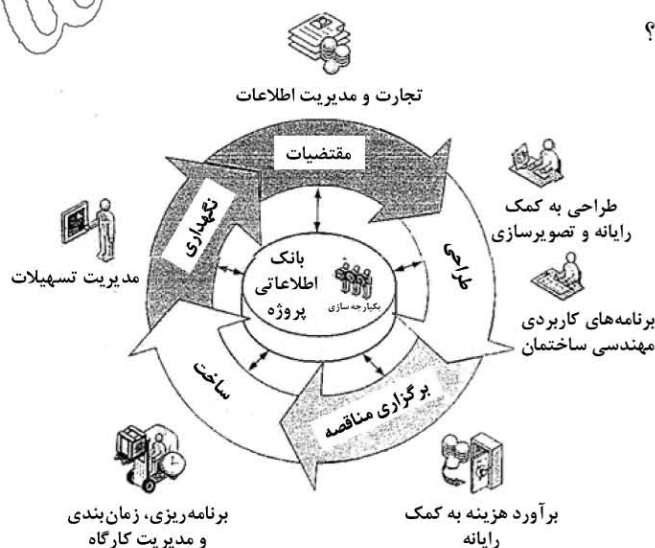 ؟
تجارت و مدیریت اطلاعات
مقتضیات
طراحی به کمک
رایانه و تصویرسازی
طراحی
برنامه‌های کاربردی
مهندسی ساختمان
برگزاری مناقصه
برآورد هزینه به کمک
رایانه
ساخت
برنامه‌ریزی، زمان‌بندی
و مدیریت کارگاه
نگهداری
مدیریت تسهیلات
بانک
اطلاعاتی
پروژه
یکپارچه سازی